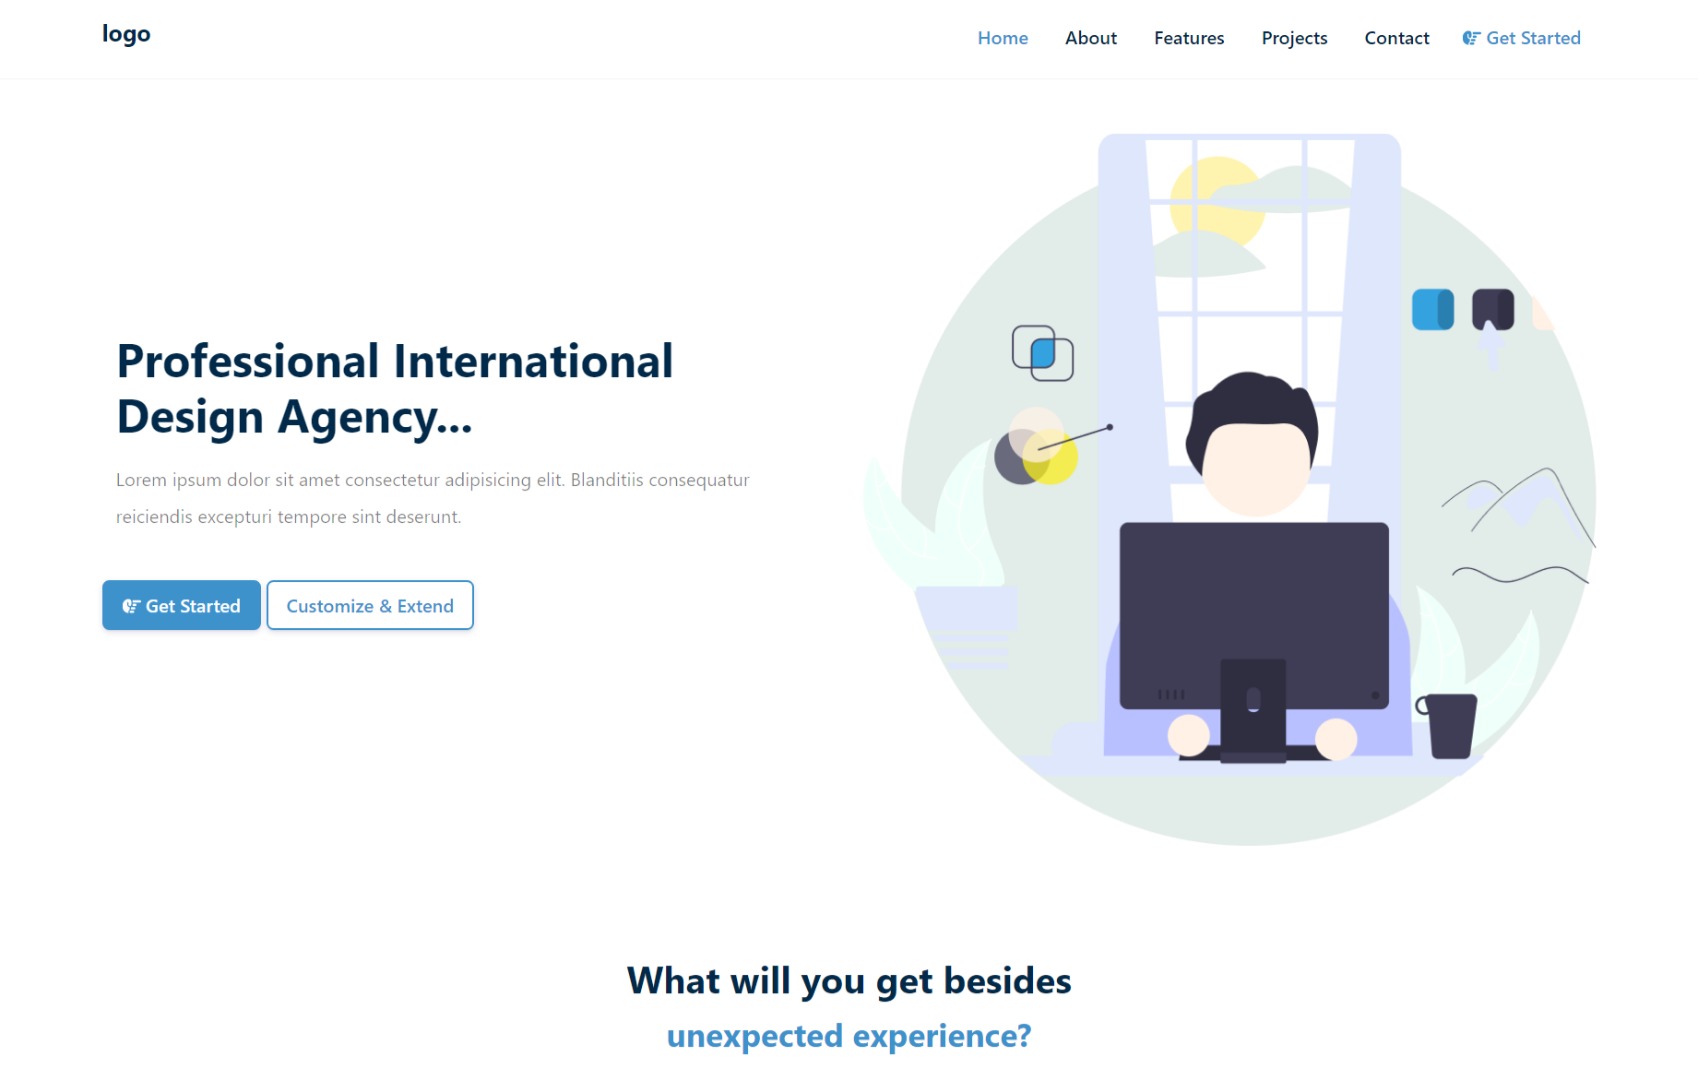 logo
Home
About
Features
Projects
Contact
Get Started
Professional International
Design Agency...
Lorem ipsum dolor sit amet consectetur adipisicing elit. Blanditiis consequatur
reiciendis excepturi tempore sint deserunt.
Get Started
Customize & Extend
What will you get besides
unexpected experience?